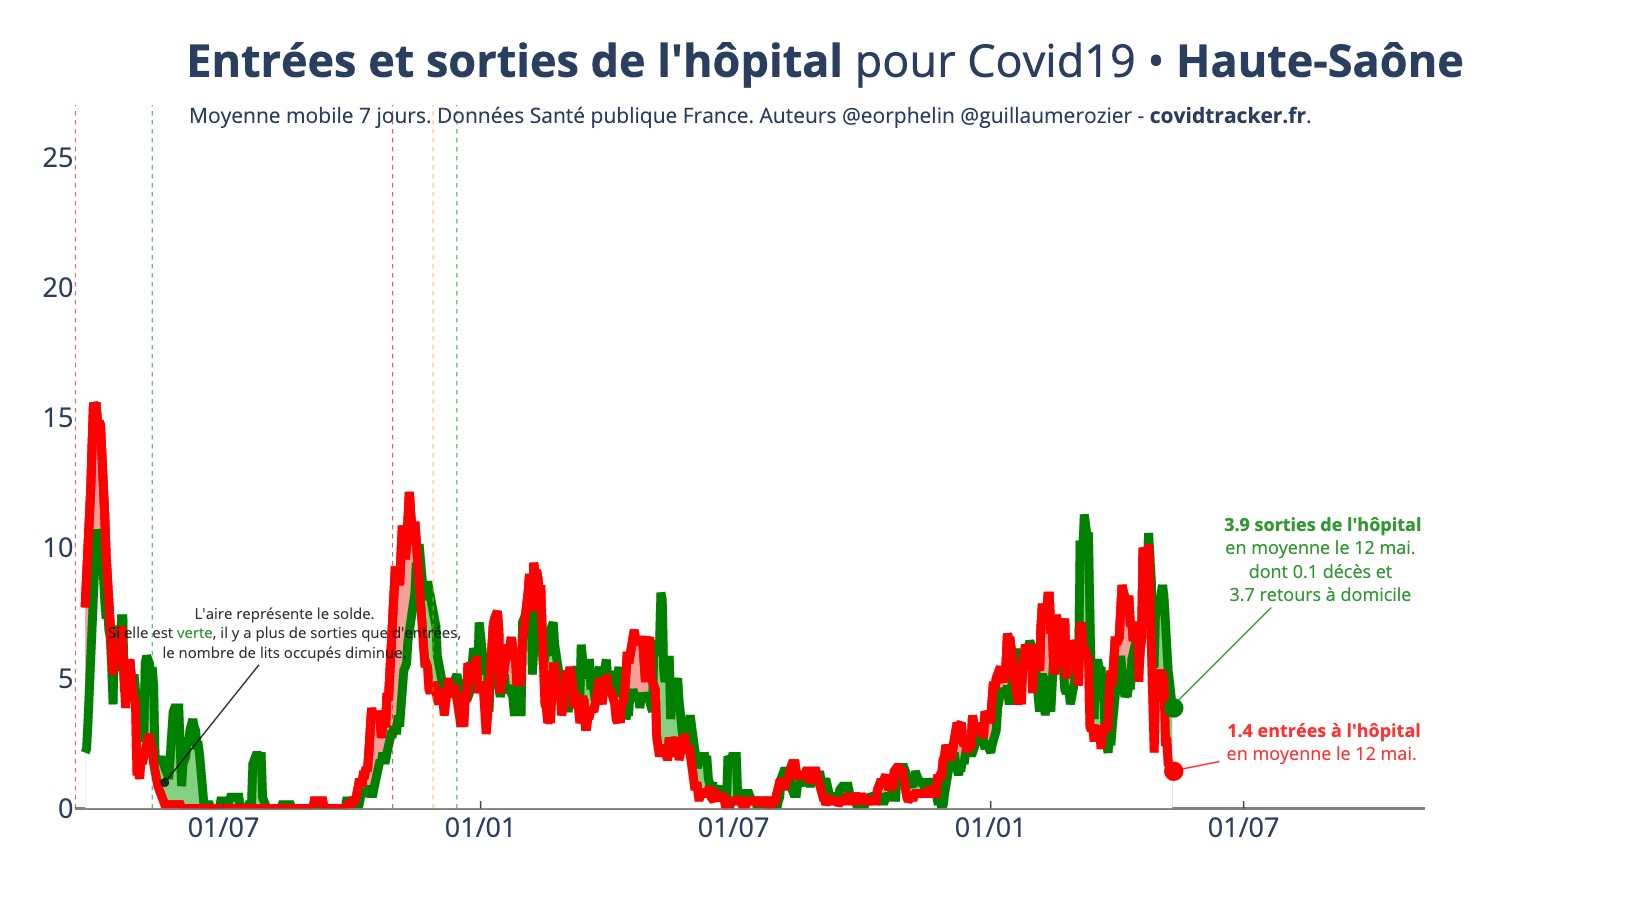 Entrées et sorties de l'hôpital pour Covid19 • Haute-Saône
Moyenne mobile 7 jours. Données Santé publique France. Auteurs @eorphelin @guillaumerozier - covidtracker.fr.
25
20
15
10
5
0
L'aire représente le solde.
Si elle est verte, il y a plus de sorties que d'entrées,
le nombre de lits occupés diminue
3.9 sorties de l'hôpital
en moyenne le 12 mai.
dont 0.1 décès et
3.7 retours à domicile
1.4 entrées à l'hôpital
en moyenne le 12 mai.
01/07
01/01
01/07
01/01
01/07